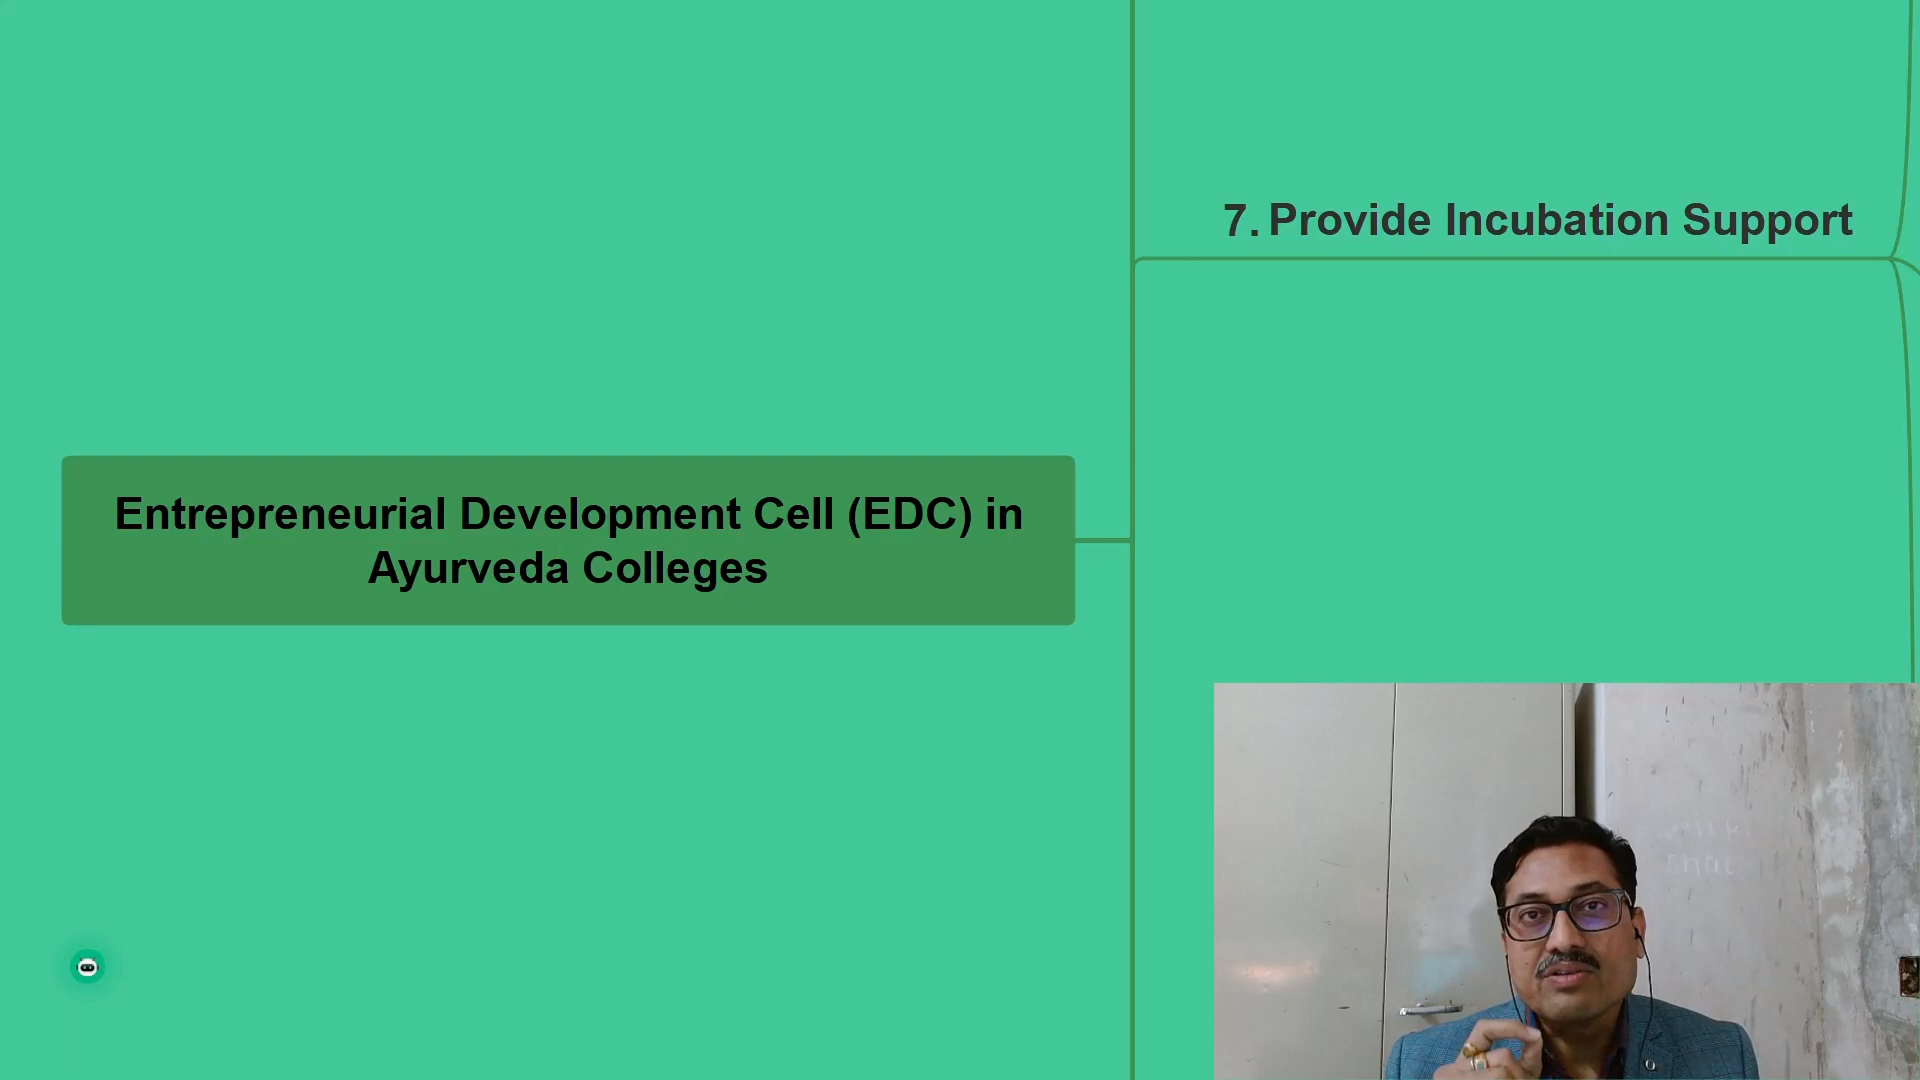 7. Provide Incubation Support
Entrepreneurial Development Cell (EDC) in
Ayurveda Colleges